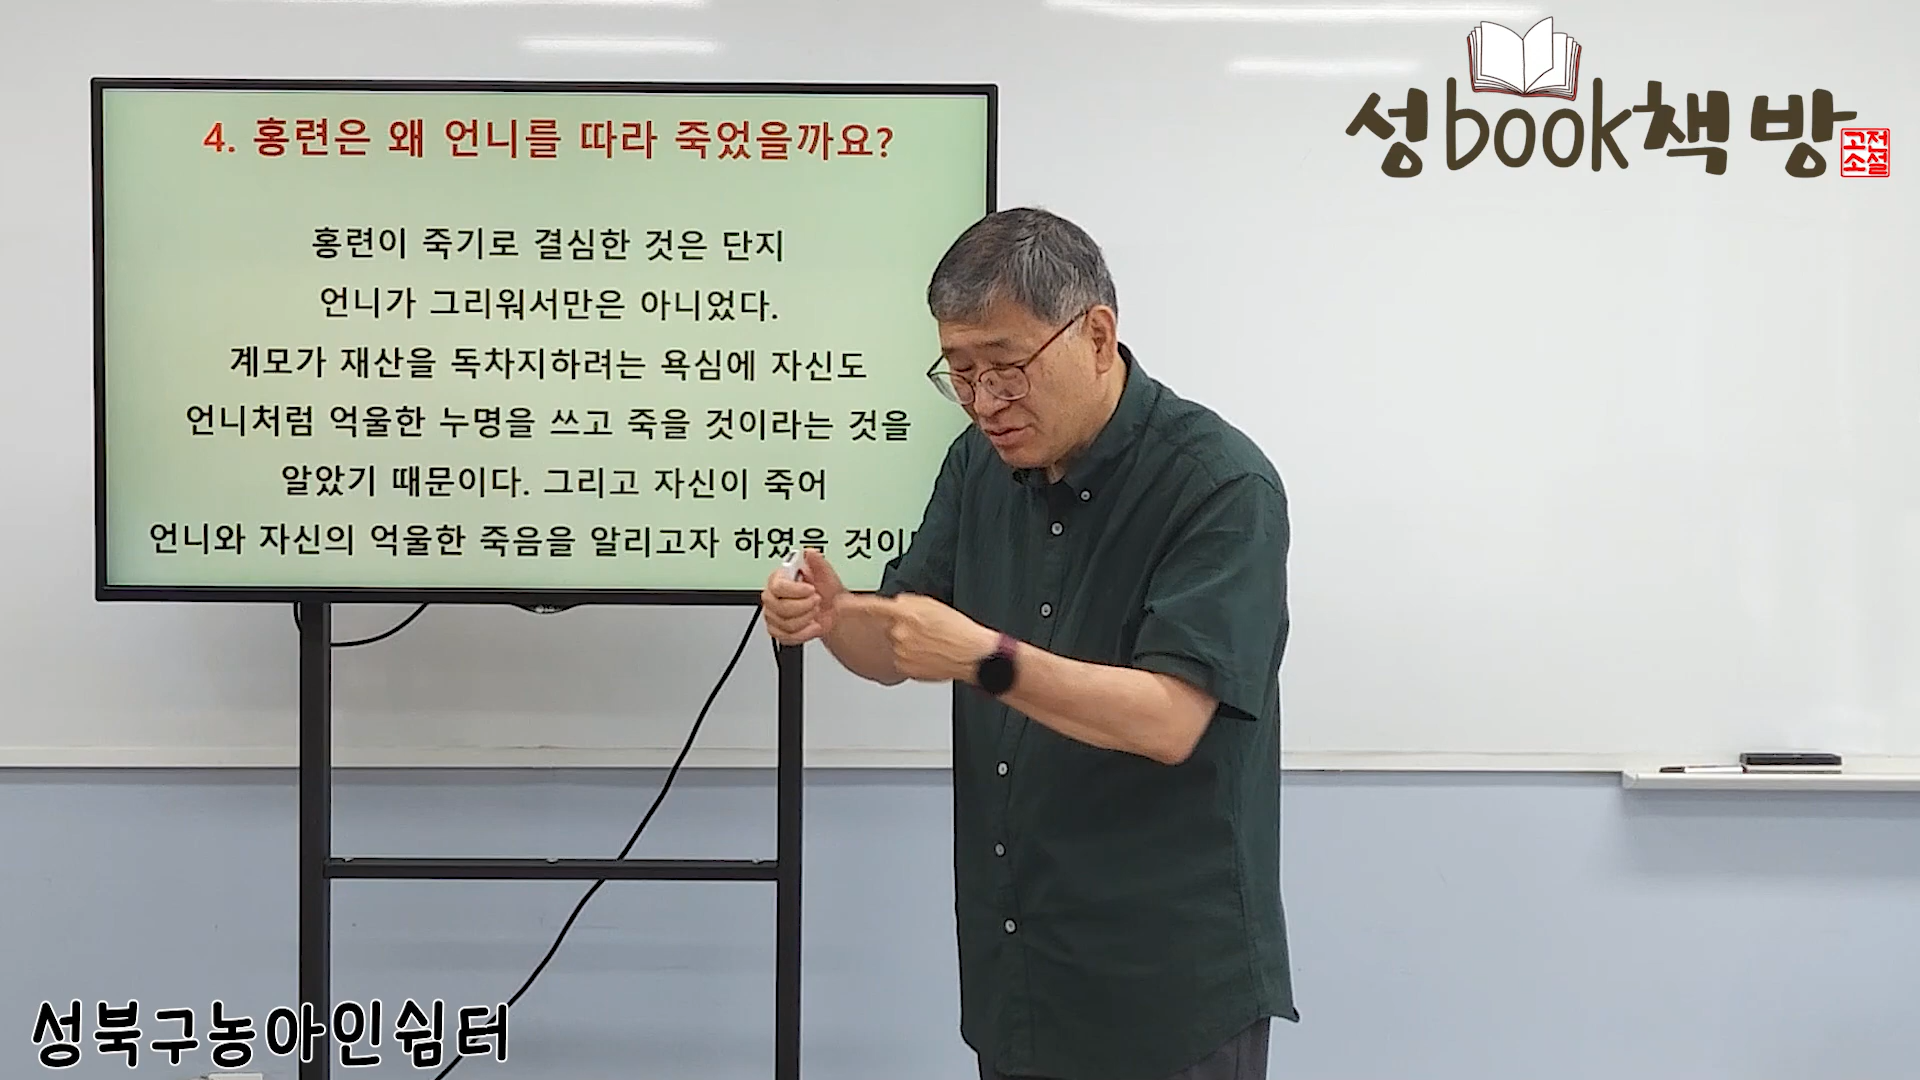 성book책방
고전
소설
4. 홍련은 왜 언니를 따라 죽었을까요?
홍련이 죽기로 결심한 것은 단지
언니가 그리워서만은 아니었다.
계모가 재산을 독차지하려는 욕심에 자신도
언니처럼 억울한 누명을 쓰고 죽을 것이라는 것을
알았기 때문이다. 그리고 자신이 죽어
언니와 자신의 억울한 죽음을 알리고자 하였을
성북구농아인쉼터